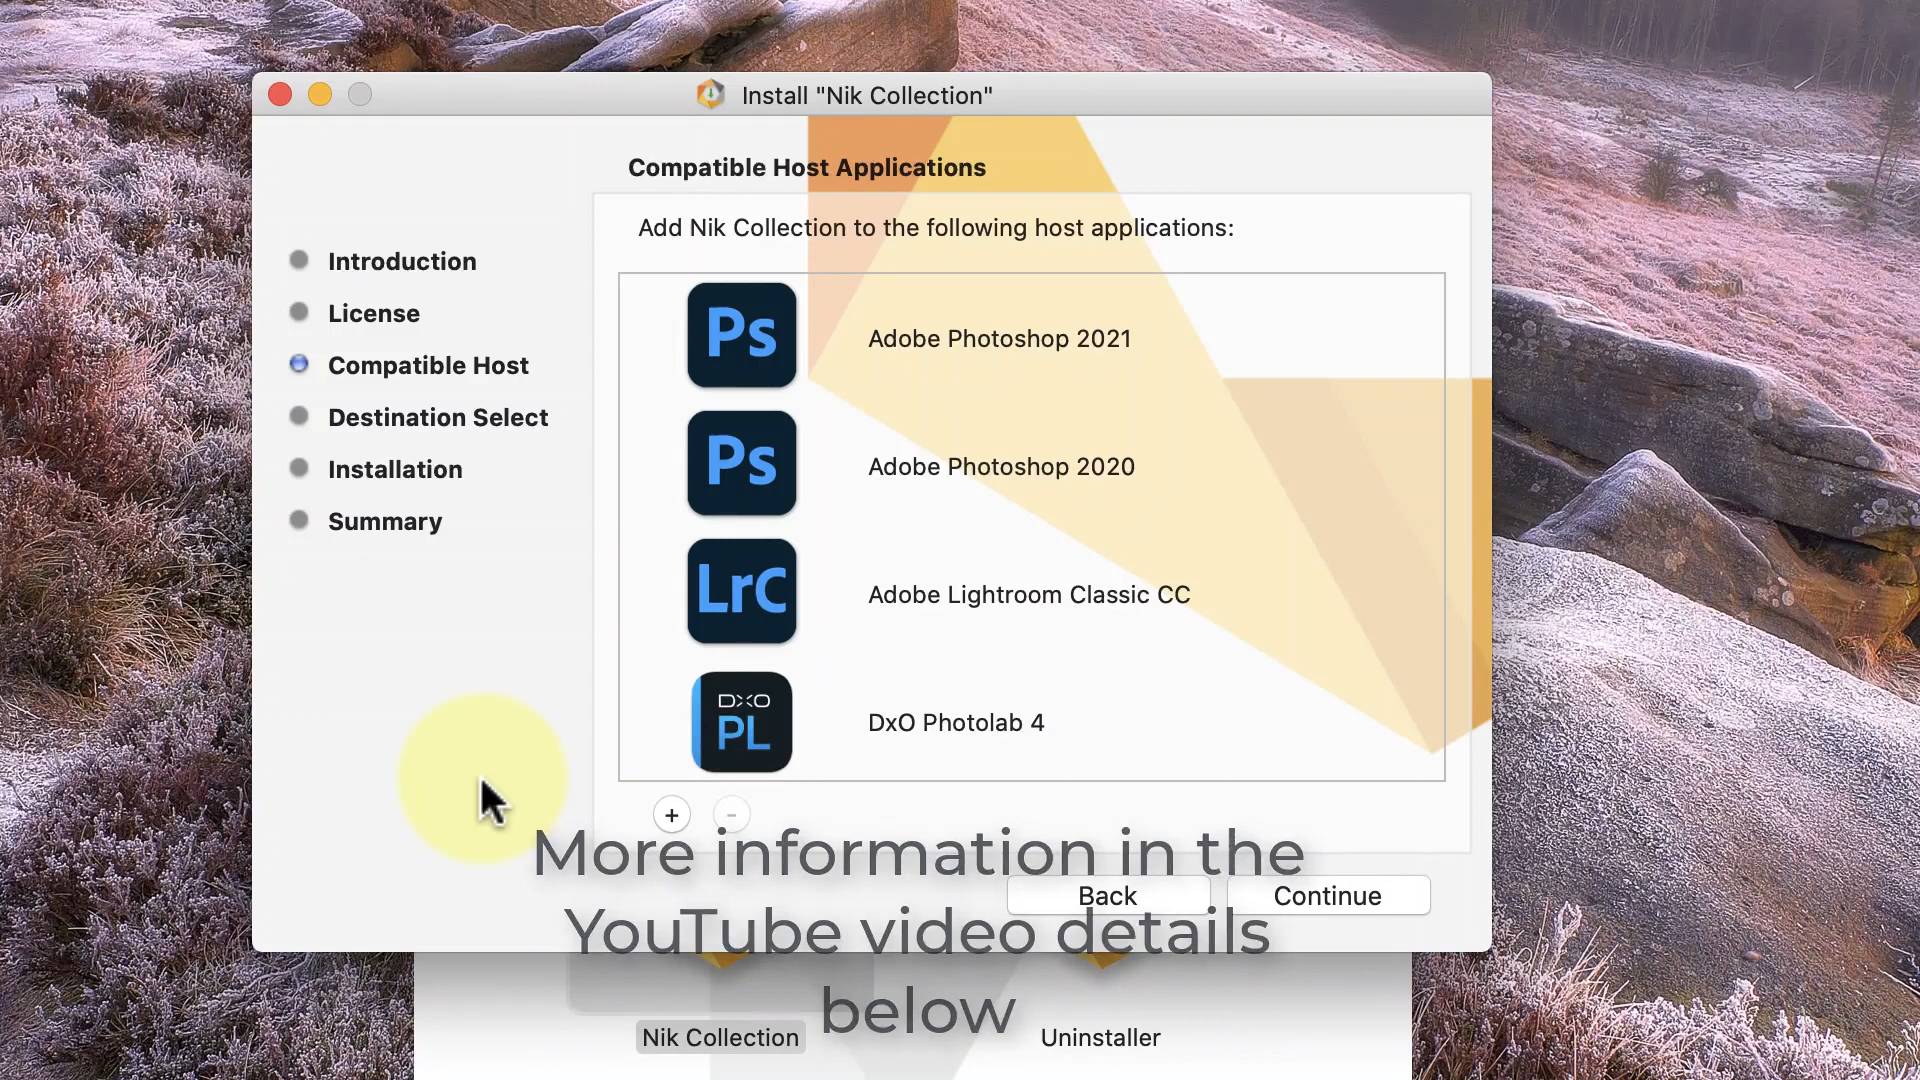 Install "Nik Collection"
Compatible Host Applications
Add Nik Collection to the following host applications:
Introduction
License
Compatible Host
Destination Select
Installation
Summary
Ps
Adobe Photoshop 2021
Ps
Adobe Photoshop 2020
LrC
Adobe Lightroom Classic CC
DXO
PL
DxO Photolab 4
+
-
Back
Continue
More information in the
YouTube video details
below
Nik Collection
Uninstaller